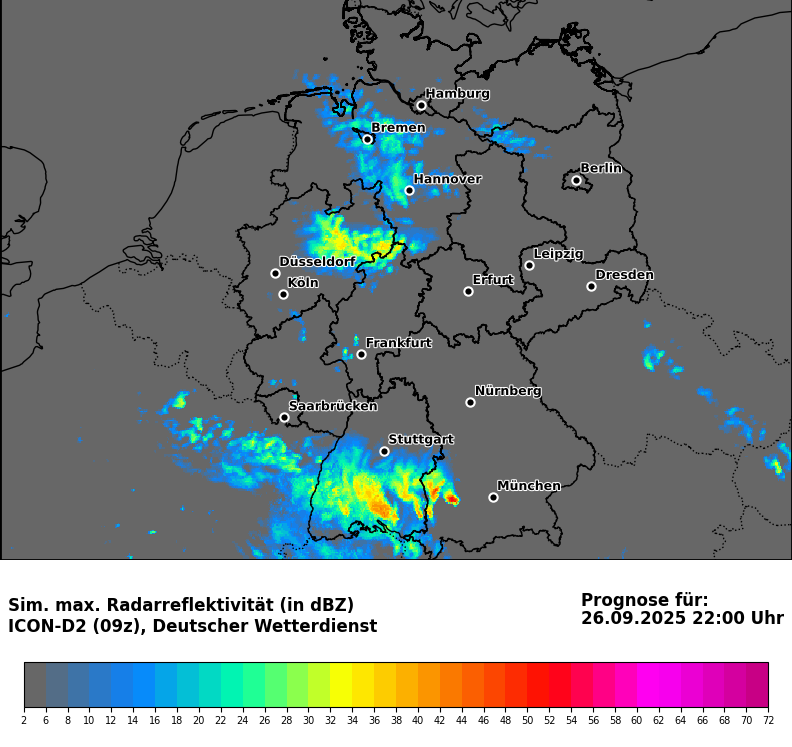 Hamburg
Bremen
Berlin
Hannover
Leipzig
Düsseldorf
Dresden
Köln
Erfurt
Frankfurt
Nürnberg
Saarbrücken
Stuttgart
München
Sim. max. Radarreflektivität (in dBZ)
ICON-D2 (09z), Deutscher Wetterdienst
Prognose für:
26.09.2025 22:00 Uhr
2 6 8 10 12 14 16 18 20 22 24 26 28 30 32 34 36 38 40 42 44 46 48 50 52 54 56 58 60 62 64 66 68 70 72